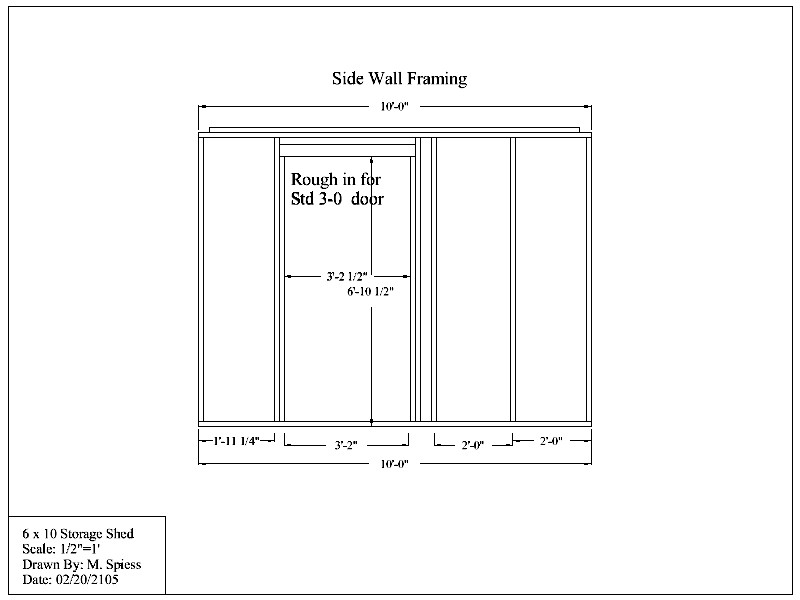 Side Wall Framing
10'-0"
Rough in for
Std 3-0 door
3'-2 1/2"
6'-10 1/2"
1'-11 1/4"
3'-2"
2'-0"
2'-0"
10'-0"
6 x 10 Storage Shed
Scale: 1/2"=1'
Drawn By: M. Spiess
Date: 02/20/2105